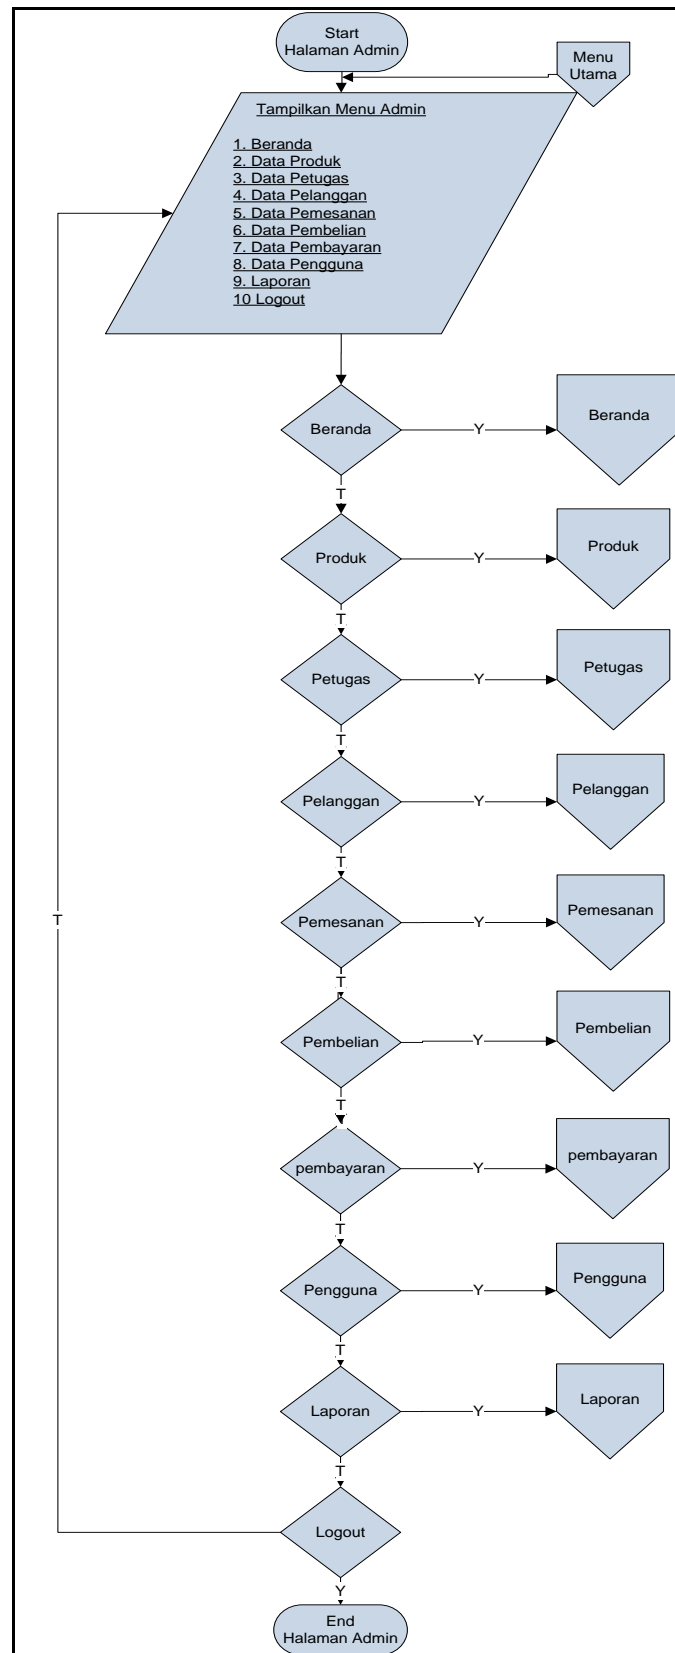 Start
Halaman Admin
Menu
Utama
Tampilkan Menu Admin
1. Beranda
2. Data Produk
3. Data Petugas
4. Data Pelanggan
5. Data Pemesanan
6. Data Pembelian
7. Data Pembayaran
8. Data Pengguna
9. Laporan
10 Logout
Beranda
Y
Beranda
T
Produk
Y
Produk
T
Petugas
Y
Petugas
T
Pelanggan
Y
Pelanggan
T
Pemesanan
Y
Pemesanan
T
T
Pembelian
Y
Pembelian
T
pembayaran
Y
pembayaran
T
Pengguna
Y
Pengguna
T
Laporan
Y
Laporan
T
Logout
Y
End
Halaman Admin